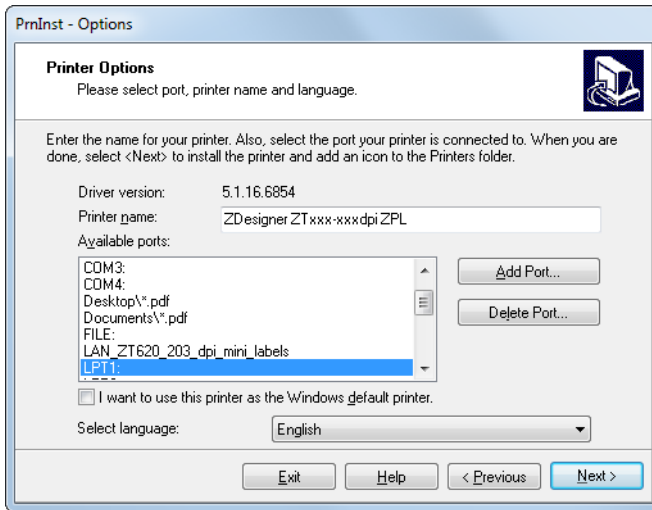 PrnInst - Options
Printer Options
Please select port, printer name and language.
Enter the name for your printer. Also, select the port your printer is connected to. When you are
done, select <Next> to install the printer and add an icon to the Printers folder.
Driver version: 5.1.16.6854
Printer name: ZDesigner ZTxxx-xxxdpi ZPL
Available ports:
COM3:
COM4:
Desktop\*.pdf
Documents\*.pdf
FILE:
LAN_ZT620_203_dpi_mini_labels
LPT1:
Add Port...
Delete Port...
I want to use this printer as the Windows default printer.
Select language: English
Exit Help < Previous Next >